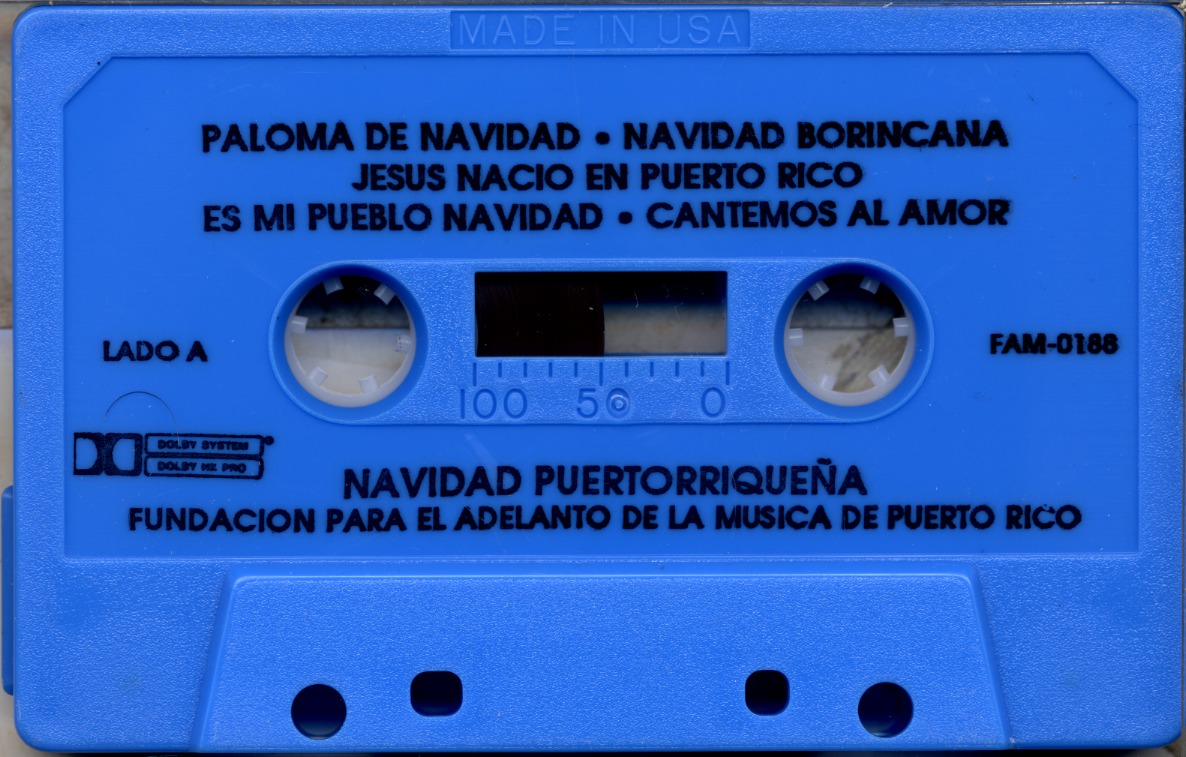 MADE IN USA
PALOMA DE NAVIDAD • NAVIDAD BORINCANA
JESUS NACIO EN PUERTO RICO
ES MI PUEBLO NAVIDAD • CANTEMOS AL AMOR
LADO A
FAM-0188
100 50 0
DOLBY SYSTEM
DOLBY HX PRO
NAVIDAD PUERTORRIQUEÑA
FUNDACION PARA EL ADELANTO DE LA MUSICA DE PUERTO RICO